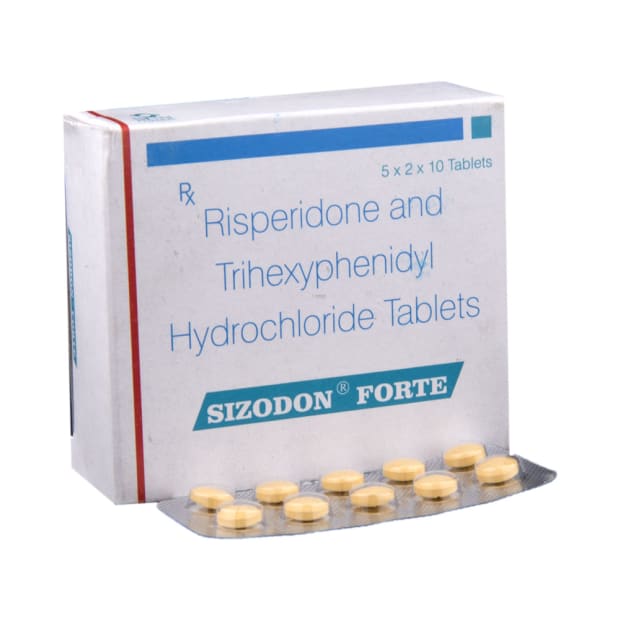 5 x 2 x 10 Tablets
Rx
Risperidone and
Trihexyphenidyl
Hydrochloride Tablets
SIZODON® FORTE